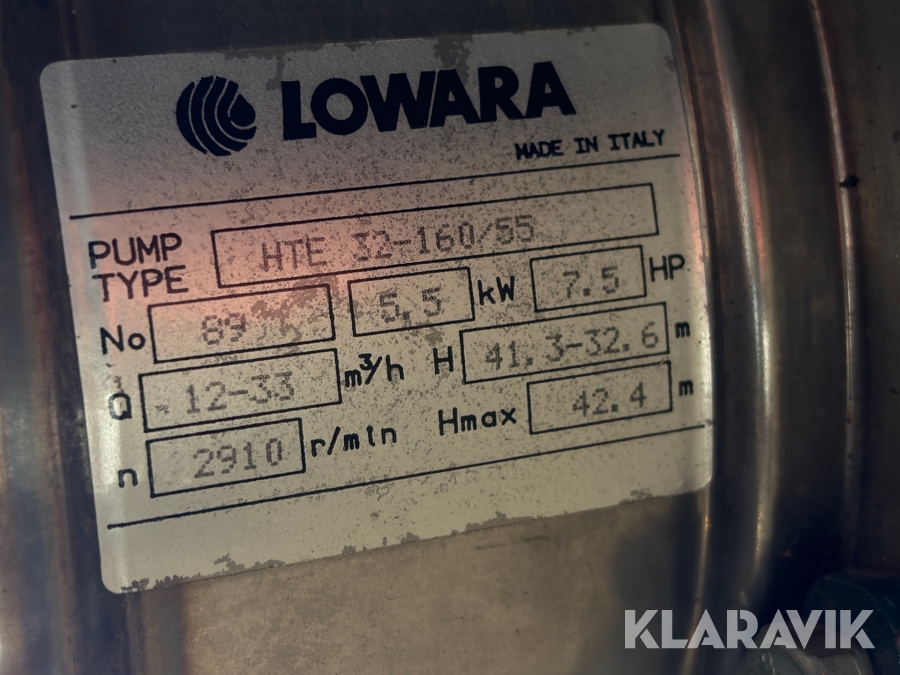 LOWARA
MADE IN ITALY
PUMP TYPE HTE 32-160/55
No 89 5,5 kW 7.5 HP
Q 12-33 m³/h H 41.3-32.6 m
n 2910 r/min Hmax 42.4 m
KLARAVIK